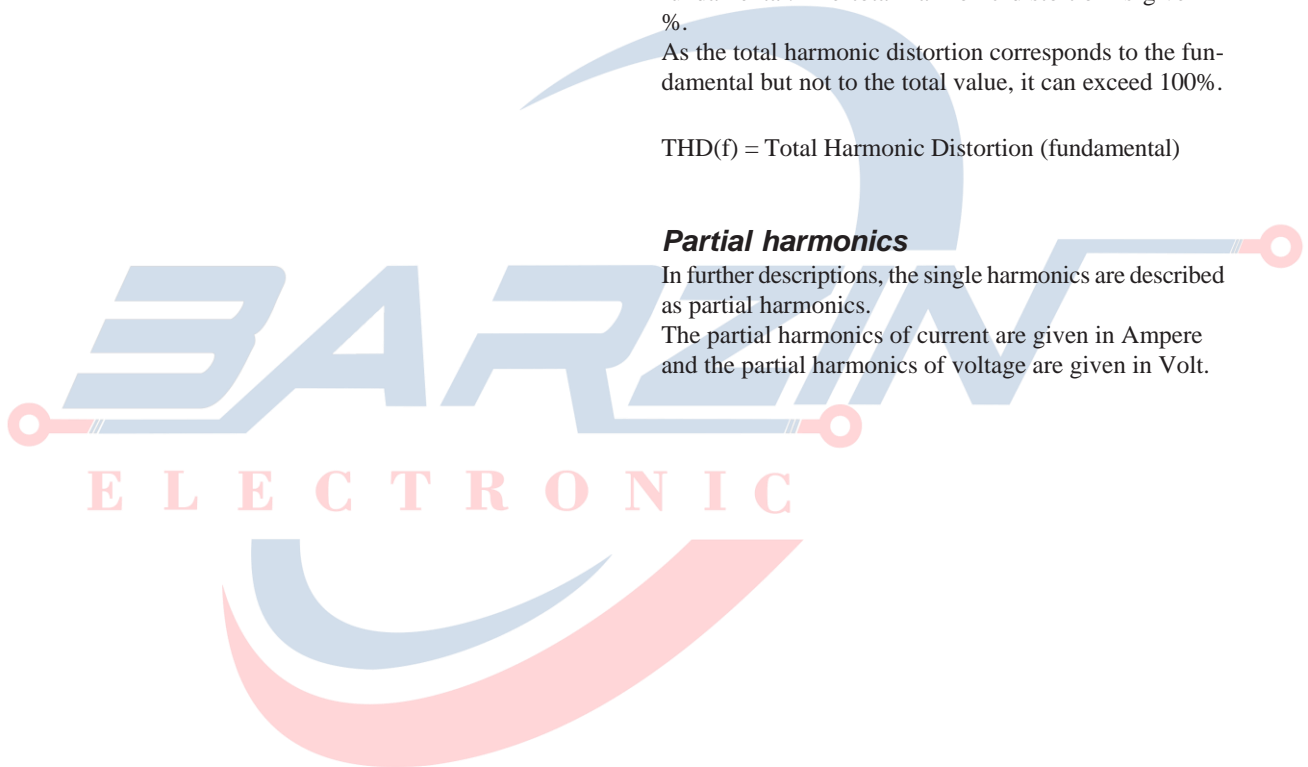 %.
As the total harmonic distortion corresponds to the fun-
damental but not to the total value, it can exceed 100%.
THD(f) = Total Harmonic Distortion (fundamental)
Partial harmonics
In further descriptions, the single harmonics are described
as partial harmonics.
The partial harmonics of current are given in Ampere
and the partial harmonics of voltage are given in Volt.
BARZIN
ELECTRONIC